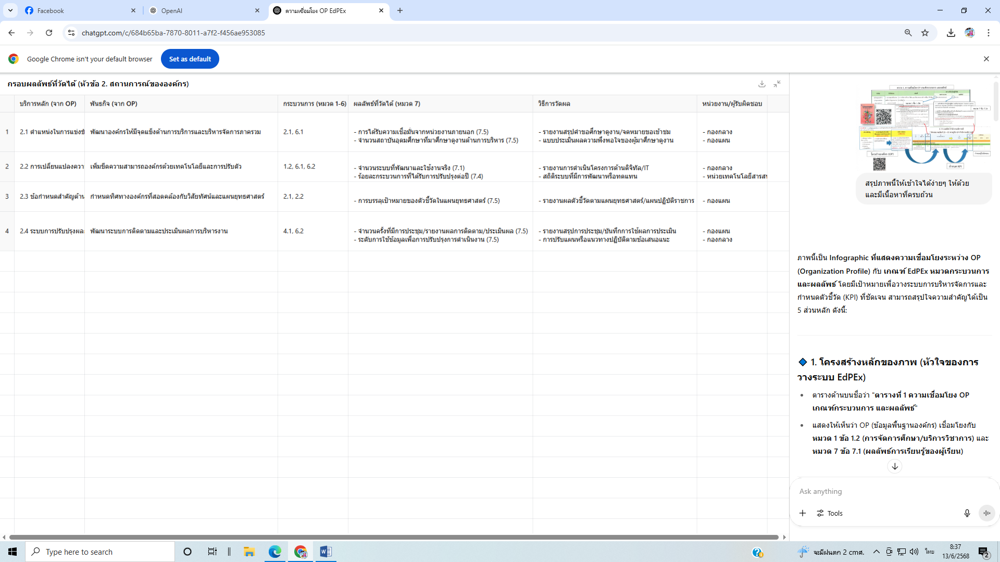 Facebook
OpenAI
ความเชื่อมโยง OP EdPEx
chatgpt.com/c/684b65ba-7870-8011-a7f2-f456ae953085
Google Chrome isn't your default browser
Set as default
กรอบผลลัพธ์ที่วัดได้ (หัวข้อ 2. สถานการณ์ขององค์กร)
บริการหลัก (จาก OP) พันธกิจ (จาก OP) กระบวนการ (หมวด 1-6) ผลลัพธ์ที่วัดได้ (หมวด 7) วิธีการวัดผล หน่วยงาน/ผู้รับผิดชอบ
1 2.1 ตำแหน่งในการแข่งขั พัฒนาองค์กรให้มีจุดแข็งด้านการบริการและบริหารจัดการภาครวม 2.1, 6.1 - การได้รับความเชื่อมั่นจากหน่วยงานภายนอก (7.5) - รายงานสรุปคำขอศึกษาดูงาน/จดหมายขอเข้าชม - กองกลาง
- จำนวนสถาบันอุดมศึกษาที่มาศึกษาดูงานด้านการบริหาร (7.5) - แบบประเมินผลความพึงพอใจของผู้มาศึกษาดูงาน - กองแผน
2 2.2 การเปลี่ยนแปลงควา เพิ่มขีดความสามารถองค์กรด้วยเทคโนโลยีและการปรับตัว 1.2, 6.1, 6.2 - จำนวนระบบที่พัฒนาและใช้งานจริง (7.1) - รายงานการดำเนินโครงการด้านดิจิทัล/IT - กองกลาง
- ร้อยละกระบวนการที่ได้รับการปรับปรุงต่อปี (7.4) - สถิติระบบที่มีการพัฒนาหรือทดแทน - หน่วยเทคโนโลยีสารสน
3 2.3 ข้อกำหนดสำคัญด้าน กำหนดทิศทางองค์กรที่สอดคล้องกับวิสัยทัศน์และแผนยุทธศาสตร์ 2.1, 2.2 - การบรรลุเป้าหมายของตัวชี้วัดในแผนยุทธศาสตร์ (7.5) - รายงานผลตัวชี้วัดตามแผนยุทธศาสตร์/แผนปฏิบัติราชการ - กองแผน
4 2.4 ระบบการปรับปรุงผล พัฒนาระบบการติดตามและประเมินผลการบริหารงาน 4.1, 6.2 - จำนวนครั้งที่มีการประชุม/รายงานผลการติดตาม/ประเมินผล (7.5) - รายงานสรุปการประชุม/บันทึกการใช้ผลการประเมิน - กองแผน
- ระดับการใช้ข้อมูลเพื่อการปรับปรุงการดำเนินงาน (7.5) - การปรับแผนหรือแนวทางปฏิบัติตามข้อเสนอแนะ - กองกลาง
โครงร่างองค์กร (OP)
กำหนด KPI
สรุปภาพนี้ให้เข้าใจได้ง่ายๆ ให้ด้วย
และมีเนื้อหาที่ครบถ้วน
ภาพนี้เป็น Infographic ที่แสดงความเชื่อมโยงระหว่าง OP
(Organization Profile) กับ เกณฑ์ EdPEx หมวดกระบวนการ
และผลลัพธ์ โดยมีเป้าหมายเพื่อวางระบบการบริหารจัดการและ
กำหนดตัวชี้วัด (KPI) ที่ชัดเจน สามารถสรุปใจความสำคัญได้เป็น
5 ส่วนหลัก ดังนี้:
1. โครงสร้างหลักของภาพ (หัวใจของการ
วางระบบ EdPEx)
• ตารางด้านบนชื่อว่า "ตารางที่ 1 ความเชื่อมโยง OP
เกณฑ์กระบวนการ และผลลัพธ์"
• แสดงให้เห็นว่า OP (ข้อมูลพื้นฐานองค์กร) เชื่อมโยงกับ
หมวด 1 ข้อ 1.2 (การจัดการศึกษา/บริการวิชาการ) และ
หมวด 7 ข้อ 7.1 (ผลลัพธ์การเรียนรู้ของผู้เรียน)
Ask anything
Tools
Type here to search
จะมีฝนตก 2 cmศ.
ไทย
8:37
13/6/2568
2